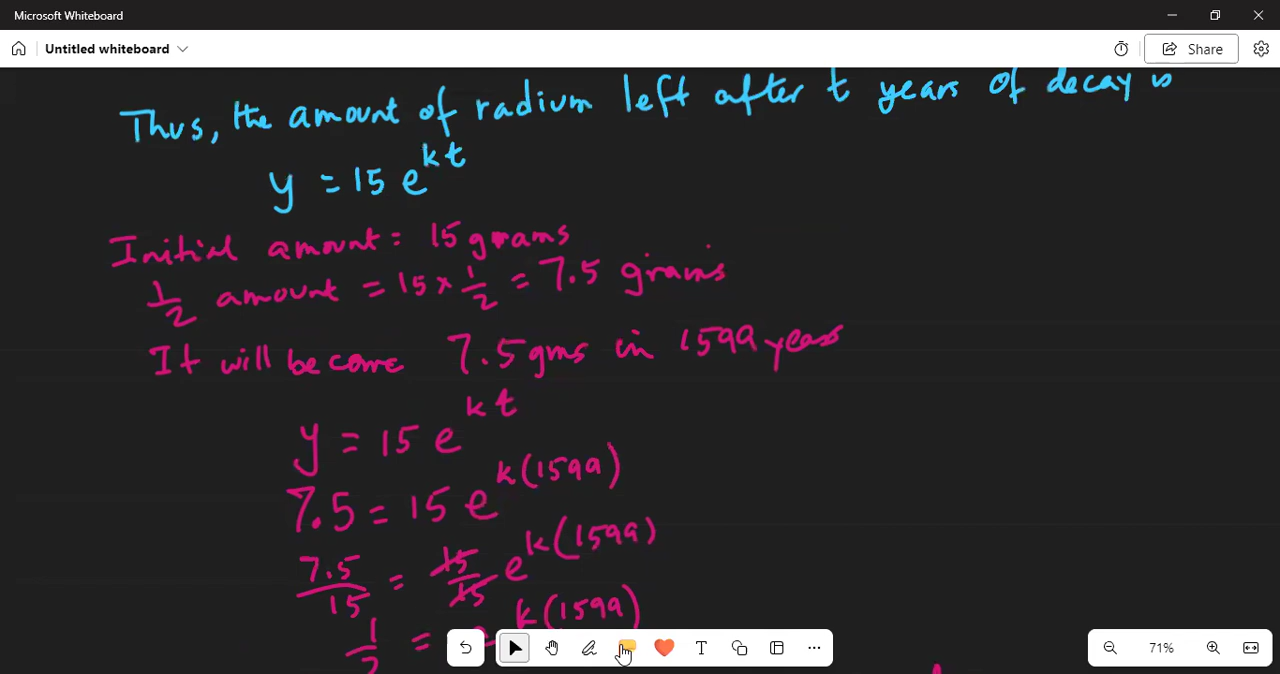 Microsoft Whiteboard
Untitled whiteboard
Share
Thus, the amount of radium left after t years of decay is
y = 15 e^{kt}
Initial amount = 15 grams
1/2 amount = 15 × 1/2 = 7.5 grams
It will become 7.5 gms in 1599 years
y = 15 e^{kt}
7.5 = 15 e^{k(1599)}
7.5/15 = 15/15 e^{k(1599)}
1/2 = e^{k(1599)}
T
71%